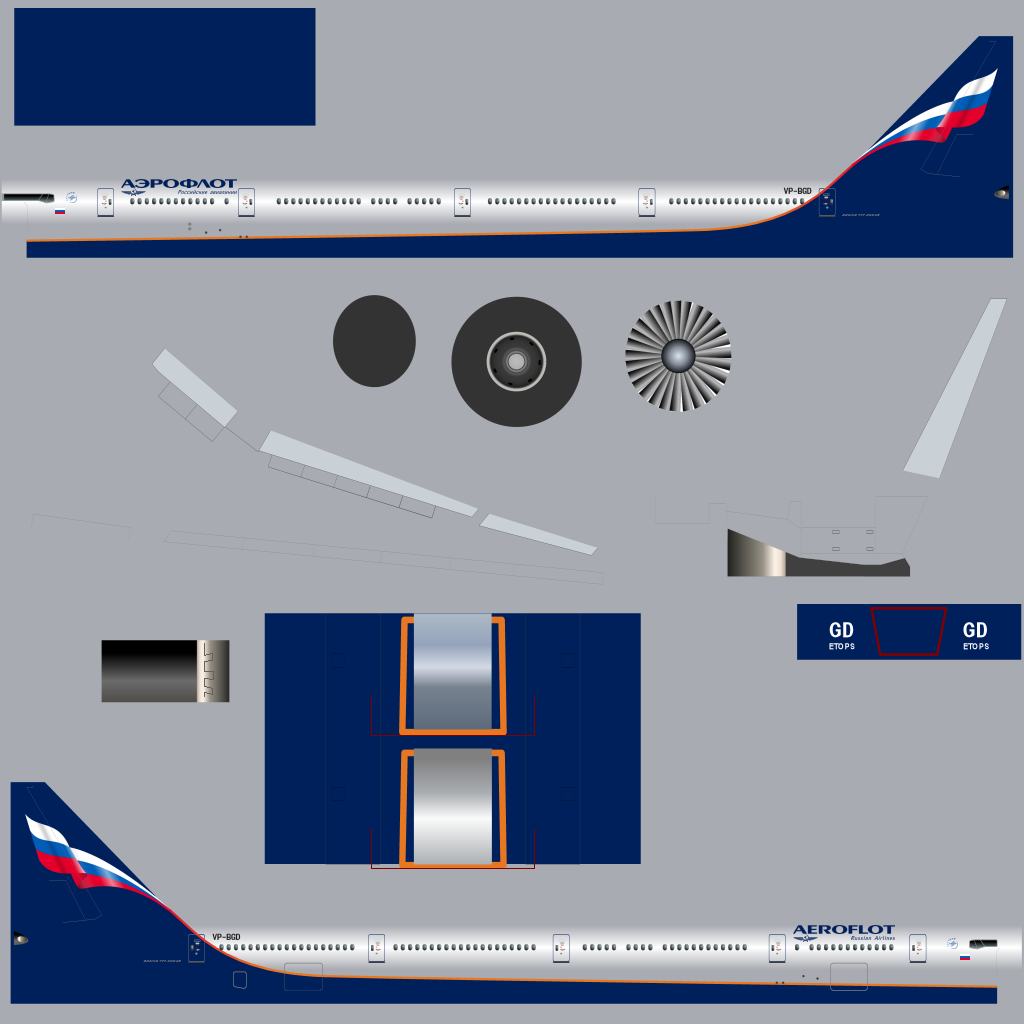 АЭРОФЛОТ
Российские авиалинии
VP-BGD
GD
ETOPS
GD
ETOPS
VP-BGD
AEROFLOT
Russian Airlines